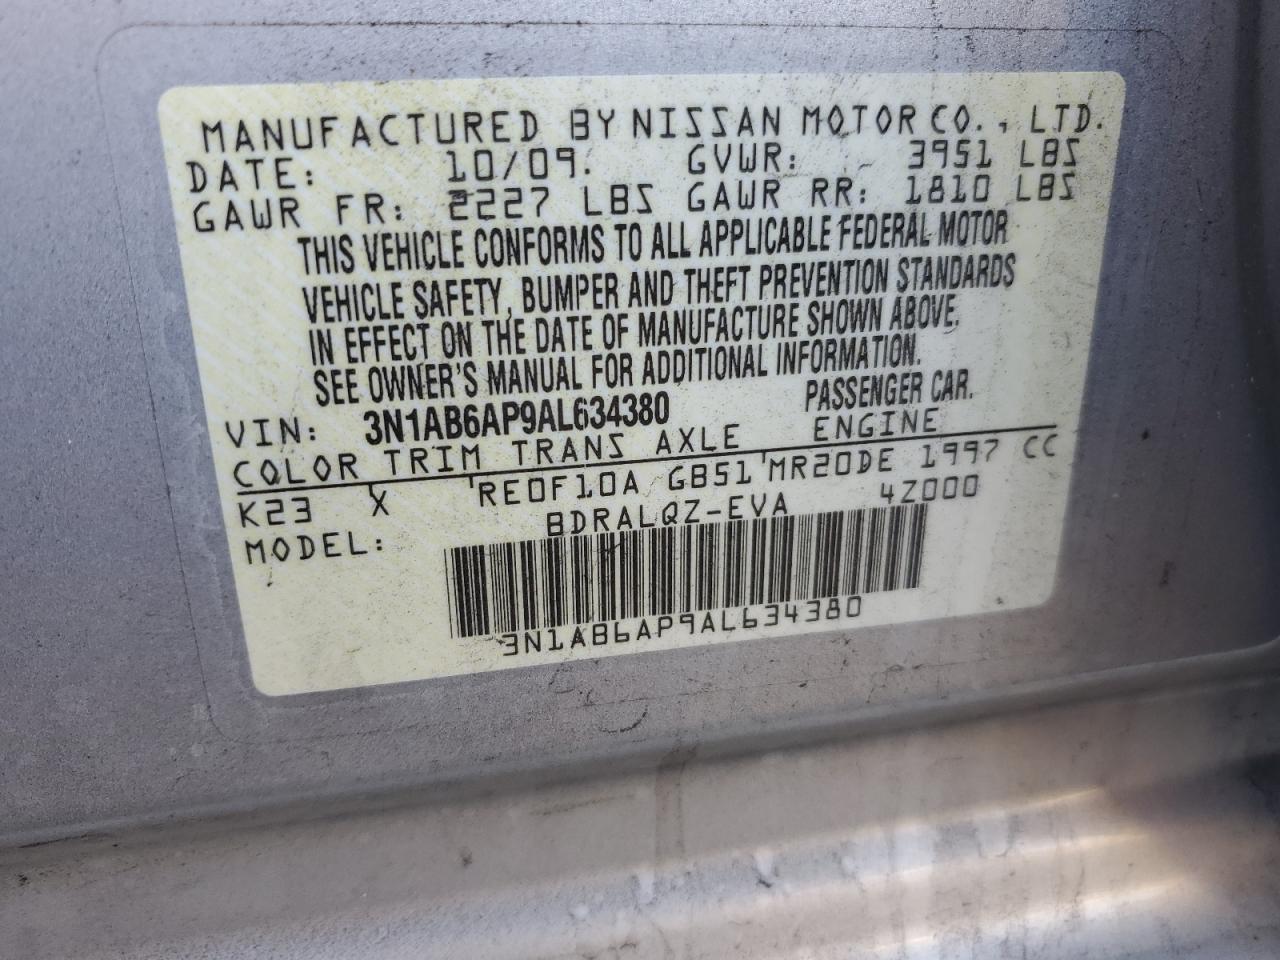 MANUFACTURED BY NISSAN MOTOR CO., LTD.
DATE: 10/09. GVWR: 3951 LBS
GAWR FR: 2227 LBS GAWR RR: 1810 LBS
THIS VEHICLE CONFORMS TO ALL APPLICABLE FEDERAL MOTOR
VEHICLE SAFETY, BUMPER AND THEFT PREVENTION STANDARDS
IN EFFECT ON THE DATE OF MANUFACTURE SHOWN ABOVE.
SEE OWNER'S MANUAL FOR ADDITIONAL INFORMATION.
VIN: 3N1AB6AP9AL634380 PASSENGER CAR.
COLOR TRIM TRANS AXLE ENGINE
K23 X RE0F10A GB51 MR20DE 1997 CC
MODEL: BDRALQZ-EVA 4Z000
3N1AB6AP9AL634380